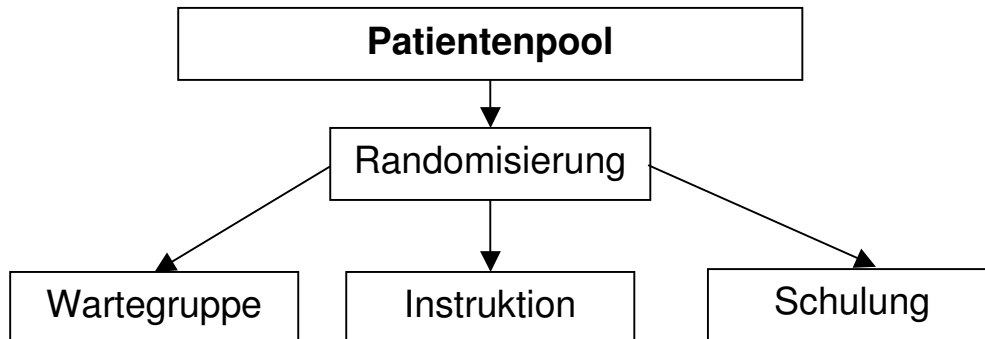 Patientenpool
Randomisierung
Wartegruppe
Instruktion
Schulung